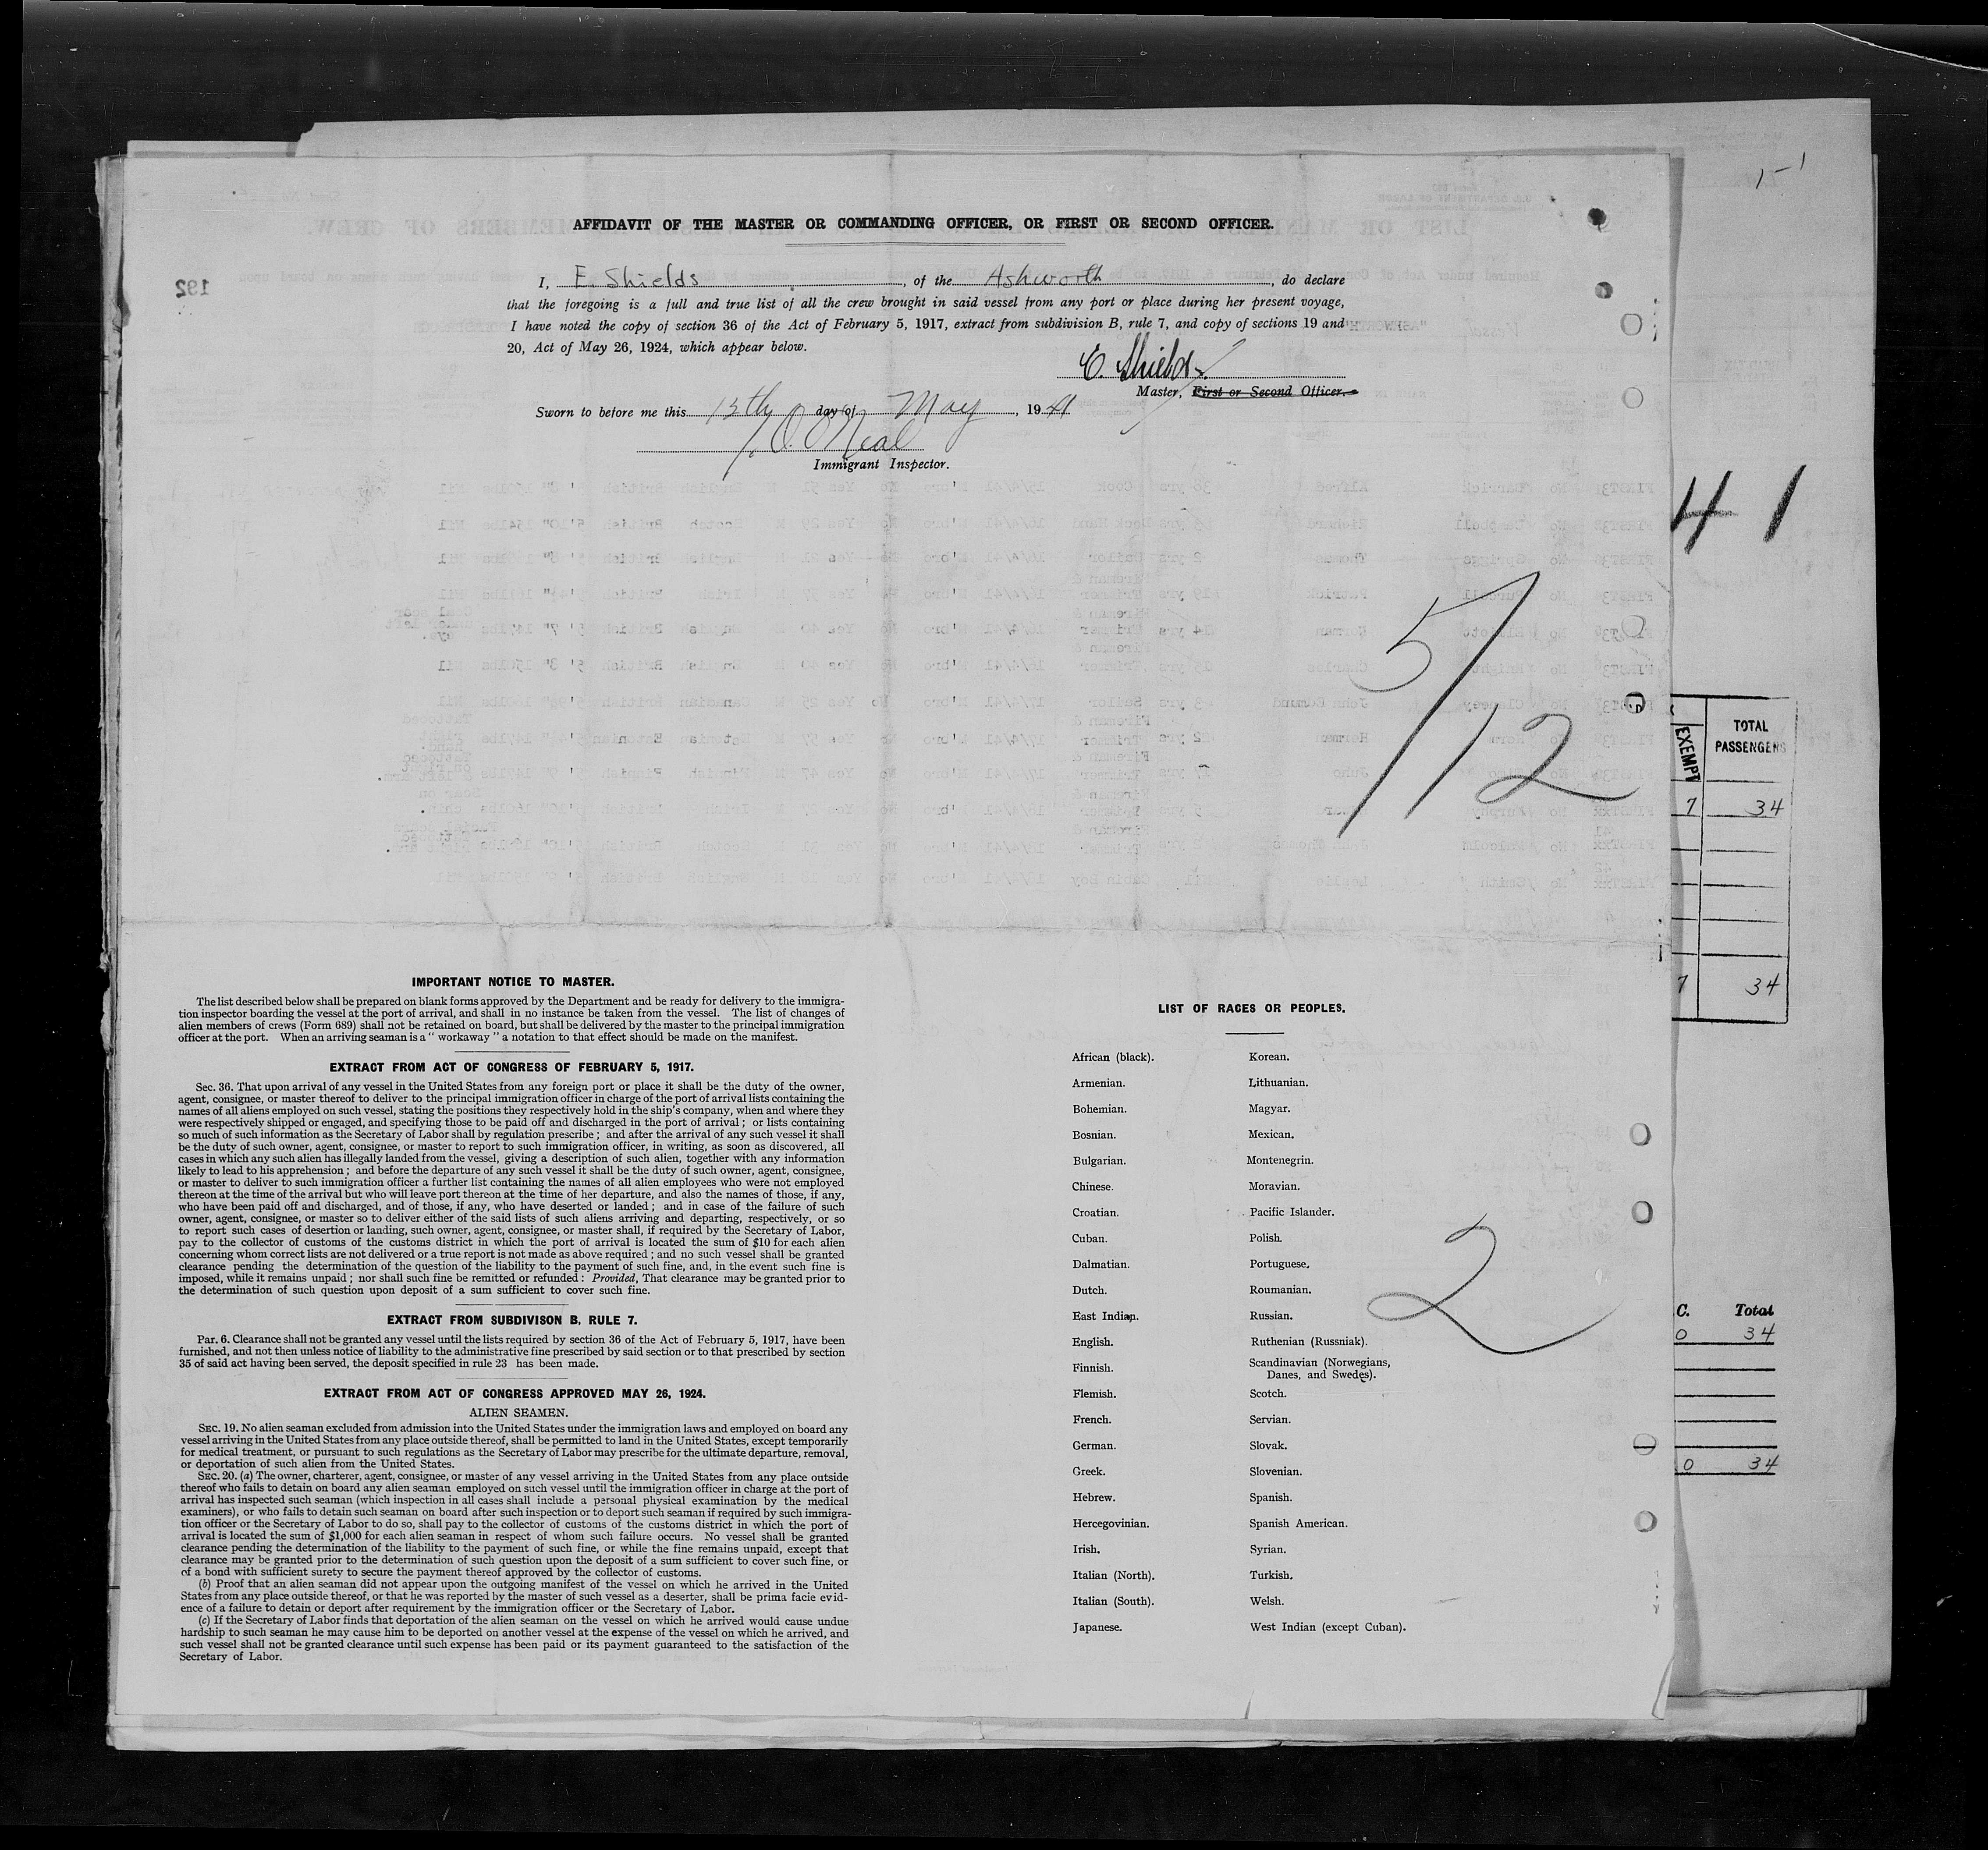 AFFIDAVIT OF THE MASTER OR COMMANDING OFFICER, OR FIRST OR SECOND OFFICER.
I, E. Shields, of the Ashworth, do declare
that the foregoing is a full and true list of all the crew brought in said vessel from any port or place during her present voyage,
I have noted the copy of section 36 of the Act of February 5, 1917, extract from subdivision B, rule 7, and copy of sections 19 and
20, Act of May 26, 1924, which appear below.
E. Shields.
Master, First or Second Officer.
Sworn to before me this 13th day of May, 1941
O'Neal
Immigrant Inspector.
192
41
5/12
EXEMPT
TOTAL PASSENGERS
7 34
7 34
IMPORTANT NOTICE TO MASTER.
The list described below shall be prepared on blank forms approved by the Department and be ready for delivery to the immigra-
tion inspector boarding the vessel at the port of arrival, and shall in no instance be taken from the vessel. The list of changes of
alien members of crews (Form 689) shall not be retained on board, but shall be delivered by the master to the principal immigration
officer at the port. When an arriving seaman is a " workaway " a notation to that effect should be made on the manifest.
EXTRACT FROM ACT OF CONGRESS OF FEBRUARY 5, 1917.
Sec. 36. That upon arrival of any vessel in the United States from any foreign port or place it shall be the duty of the owner,
agent, consignee, or master thereof to deliver to the principal immigration officer in charge of the port of arrival lists containing the
names of all aliens employed on such vessel, stating the positions they respectively hold in the ship's company, when and where they
were respectively shipped or engaged, and specifying those to be paid off and discharged in the port of arrival ; or lists containing
so much of such information as the Secretary of Labor shall by regulation prescribe ; and after the arrival of any such vessel it shall
be the duty of such owner, agent, consignee, or master to report to such immigration officer, in writing, as soon as discovered, all
cases in which any such alien has illegally landed from the vessel, giving a description of such alien, together with any information
likely to lead to his apprehension ; and before the departure of any such vessel it shall be the duty of such owner, agent, consignee,
or master to deliver to such immigration officer a further list containing the names of all alien employees who were not employed
thereon at the time of the arrival but who will leave port thereon at the time of her departure, and also the names of those, if any,
who have been paid off and discharged, and of those, if any, who have deserted or landed ; and in case of the failure of such
owner, agent, consignee, or master so to deliver either of the said lists of such aliens arriving and departing, respectively, or so
to report such cases of desertion or landing, such owner, agent, consignee, or master shall, if required by the Secretary of Labor,
pay to the collector of customs of the customs district in which the port of arrival is located the sum of $10 for each alien
concerning whom correct lists are not delivered or a true report is not made as above required ; and no such vessel shall be granted
clearance pending the determination of the question of the liability to the payment of such fine, and, in the event such fine is
imposed, while it remains unpaid ; nor shall such fine be remitted or refunded : Provided, That clearance may be granted prior to
the determination of such question upon deposit of a sum sufficient to cover such fine.
EXTRACT FROM SUBDIVISON B, RULE 7.
Par. 6. Clearance shall not be granted any vessel until the lists required by section 36 of the Act of February 5, 1917, have been
furnished, and not then unless notice of liability to the administrative fine prescribed by said section or to that prescribed by section
35 of said act having been served, the deposit specified in rule 23 has been made.
EXTRACT FROM ACT OF CONGRESS APPROVED MAY 26, 1924.
ALIEN SEAMEN.
SEC. 19. No alien seaman excluded from admission into the United States under the immigration laws and employed on board any
vessel arriving in the United States from any place outside thereof, shall be permitted to land in the United States, except temporarily
for medical treatment, or pursuant to such regulations as the Secretary of Labor may prescribe for the ultimate departure, removal,
or deportation of such alien from the United States.
SEC. 20. (a) The owner, charterer, agent, consignee, or master of any vessel arriving in the United States from any place outside
thereof who fails to detain on board any alien seaman employed on such vessel until the immigration officer in charge at the port of
arrival has inspected such seaman (which inspection in all cases shall include a personal physical examination by the medical
examiners), or who fails to detain such seaman on board after such inspection or to deport such seaman if required by such immigra-
tion officer or the Secretary of Labor to do so, shall pay to the collector of customs of the customs district in which the port of
arrival is located the sum of $1,000 for each alien seaman in respect of whom such failure occurs. No vessel shall be granted
clearance pending the determination of the liability to the payment of such fine, or while the fine remains unpaid, except that
clearance may be granted prior to the determination of such question upon the deposit of a sum sufficient to cover such fine, or
of a bond with sufficient surety to secure the payment thereof approved by the collector of customs.
(b) Proof that an alien seaman did not appear upon the outgoing manifest of the vessel on which he arrived in the United
States from any place outside thereof, or that he was reported by the master of such vessel as a deserter, shall be prima facie evid-
ence of a failure to detain or deport after requirement by the immigration officer or the Secretary of Labor.
(c) If the Secretary of Labor finds that deportation of the alien seaman on the vessel on which he arrived would cause undue
hardship to such seaman he may cause him to be deported on another vessel at the expense of the vessel on which he arrived, and
such vessel shall not be granted clearance until such expense has been paid or its payment guaranteed to the satisfaction of the
Secretary of Labor.
LIST OF RACES OR PEOPLES.
African (black). Korean.
Armenian. Lithuanian.
Bohemian. Magyar.
Bosnian. Mexican.
Bulgarian. Montenegrin.
Chinese. Moravian.
Croatian. Pacific Islander.
Cuban. Polish.
Dalmatian. Portuguese.
Dutch. Roumanian.
East Indian. Russian.
English. Ruthenian (Russniak).
Finnish. Scandinavian (Norwegians,
Danes, and Swedes).
Flemish. Scotch.
French. Servian.
German. Slovak.
Greek. Slovenian.
Hebrew. Spanish.
Hercegovinian. Spanish American.
Irish. Syrian.
Italian (North). Turkish.
Italian (South). Welsh.
Japanese. West Indian (except Cuban).
2
C. Total
0 34
0 34